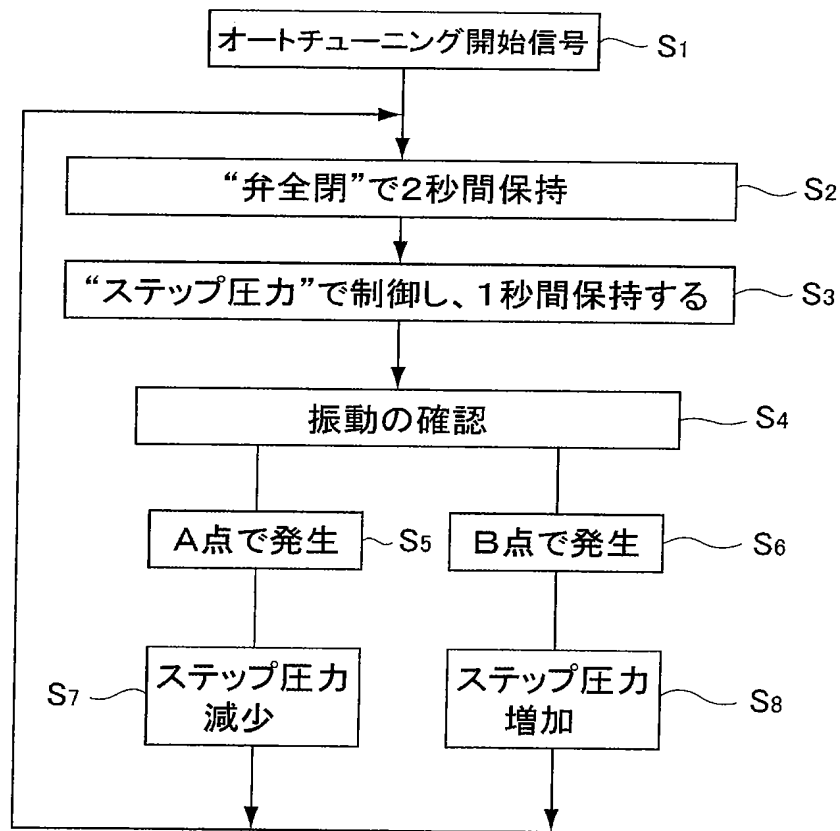 オートチューニング開始信号
S1
“弁全閉”で2秒間保持
S2
“ステップ圧力”で制御し、1秒間保持する
S3
振動の確認
S4
A点で発生
S5
B点で発生
S6
S7
ステップ圧力
減少
ステップ圧力
増加
S8